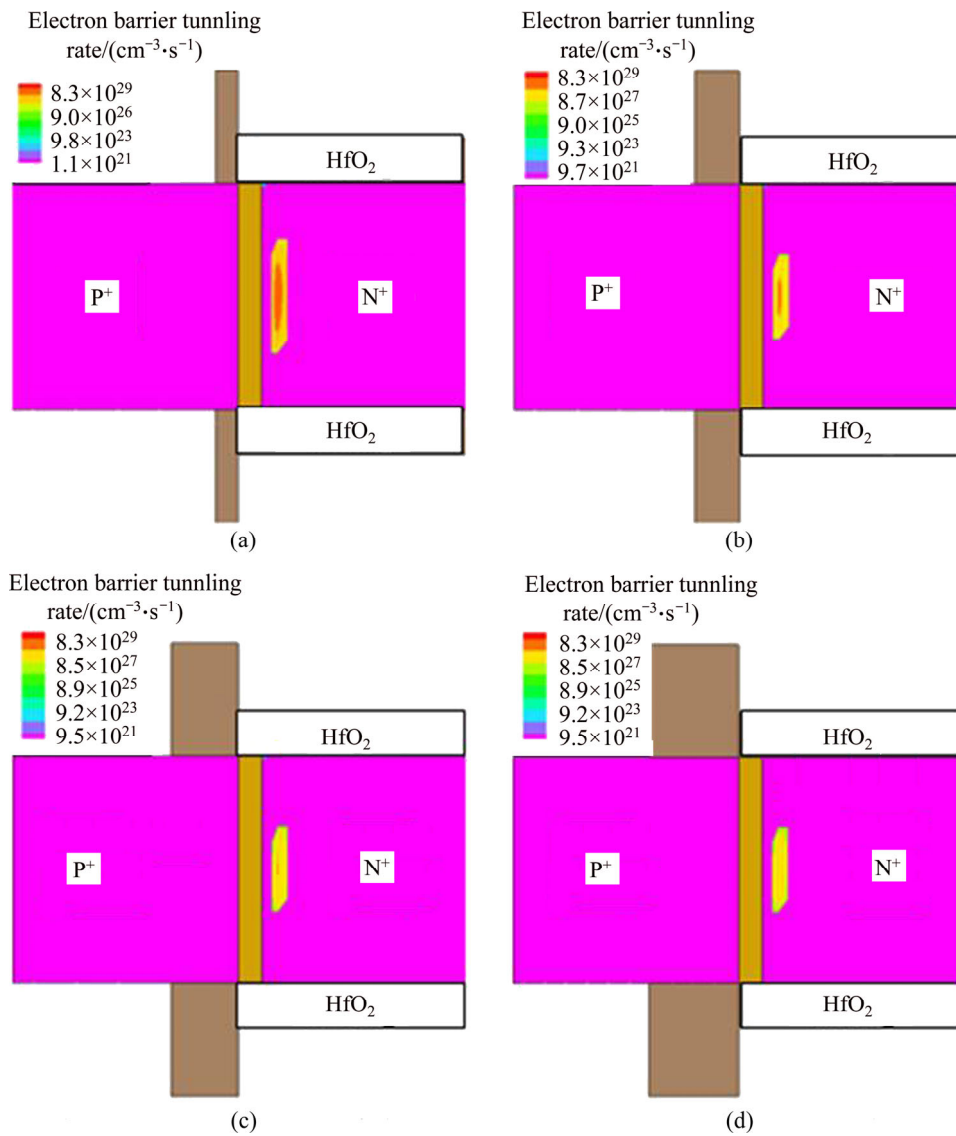 Electron barrier tunnling
rate/(cm⁻³·s⁻¹)
8.3×10²⁹
9.0×10²⁶
9.8×10²³
1.1×10²¹
HfO₂
P⁺
N⁺
HfO₂
(a)
Electron barrier tunnling
rate/(cm⁻³·s⁻¹)
8.3×10²⁹
8.7×10²⁷
9.0×10²⁵
9.3×10²³
9.7×10²¹
HfO₂
P⁺
N⁺
HfO₂
(b)
Electron barrier tunnling
rate/(cm⁻³·s⁻¹)
8.3×10²⁹
8.5×10²⁷
8.9×10²⁵
9.2×10²³
9.5×10²¹
HfO₂
P⁺
N⁺
HfO₂
(c)
Electron barrier tunnling
rate/(cm⁻³·s⁻¹)
8.3×10²⁹
8.5×10²⁷
8.9×10²⁵
9.2×10²³
9.5×10²¹
HfO₂
P⁺
N⁺
HfO₂
(d)